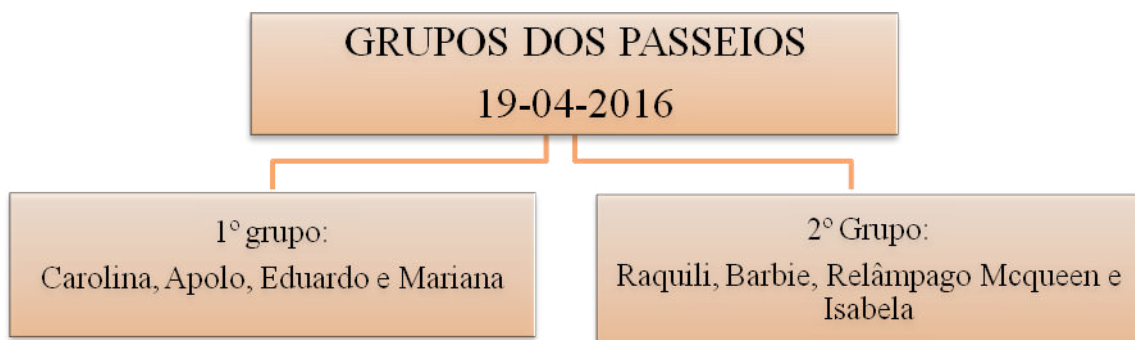 GRUPOS DOS PASSEIOS
19-04-2016
1º grupo:
Carolina, Apolo, Eduardo e Mariana
2º Grupo:
Raquili, Barbie, Relâmpago Mcqueen e
Isabela